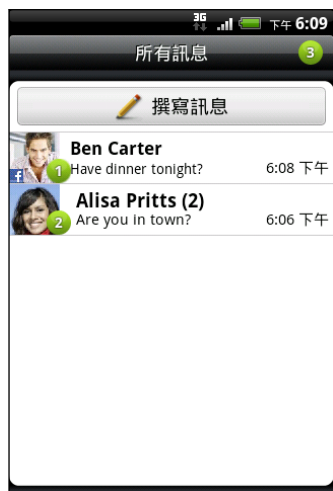 3G 下午 6:09
所有訊息 3
撰寫訊息
Ben Carter
f 1 Have dinner tonight? 6:08 下午
Alisa Pritts (2)
2 Are you in town? 6:06 下午